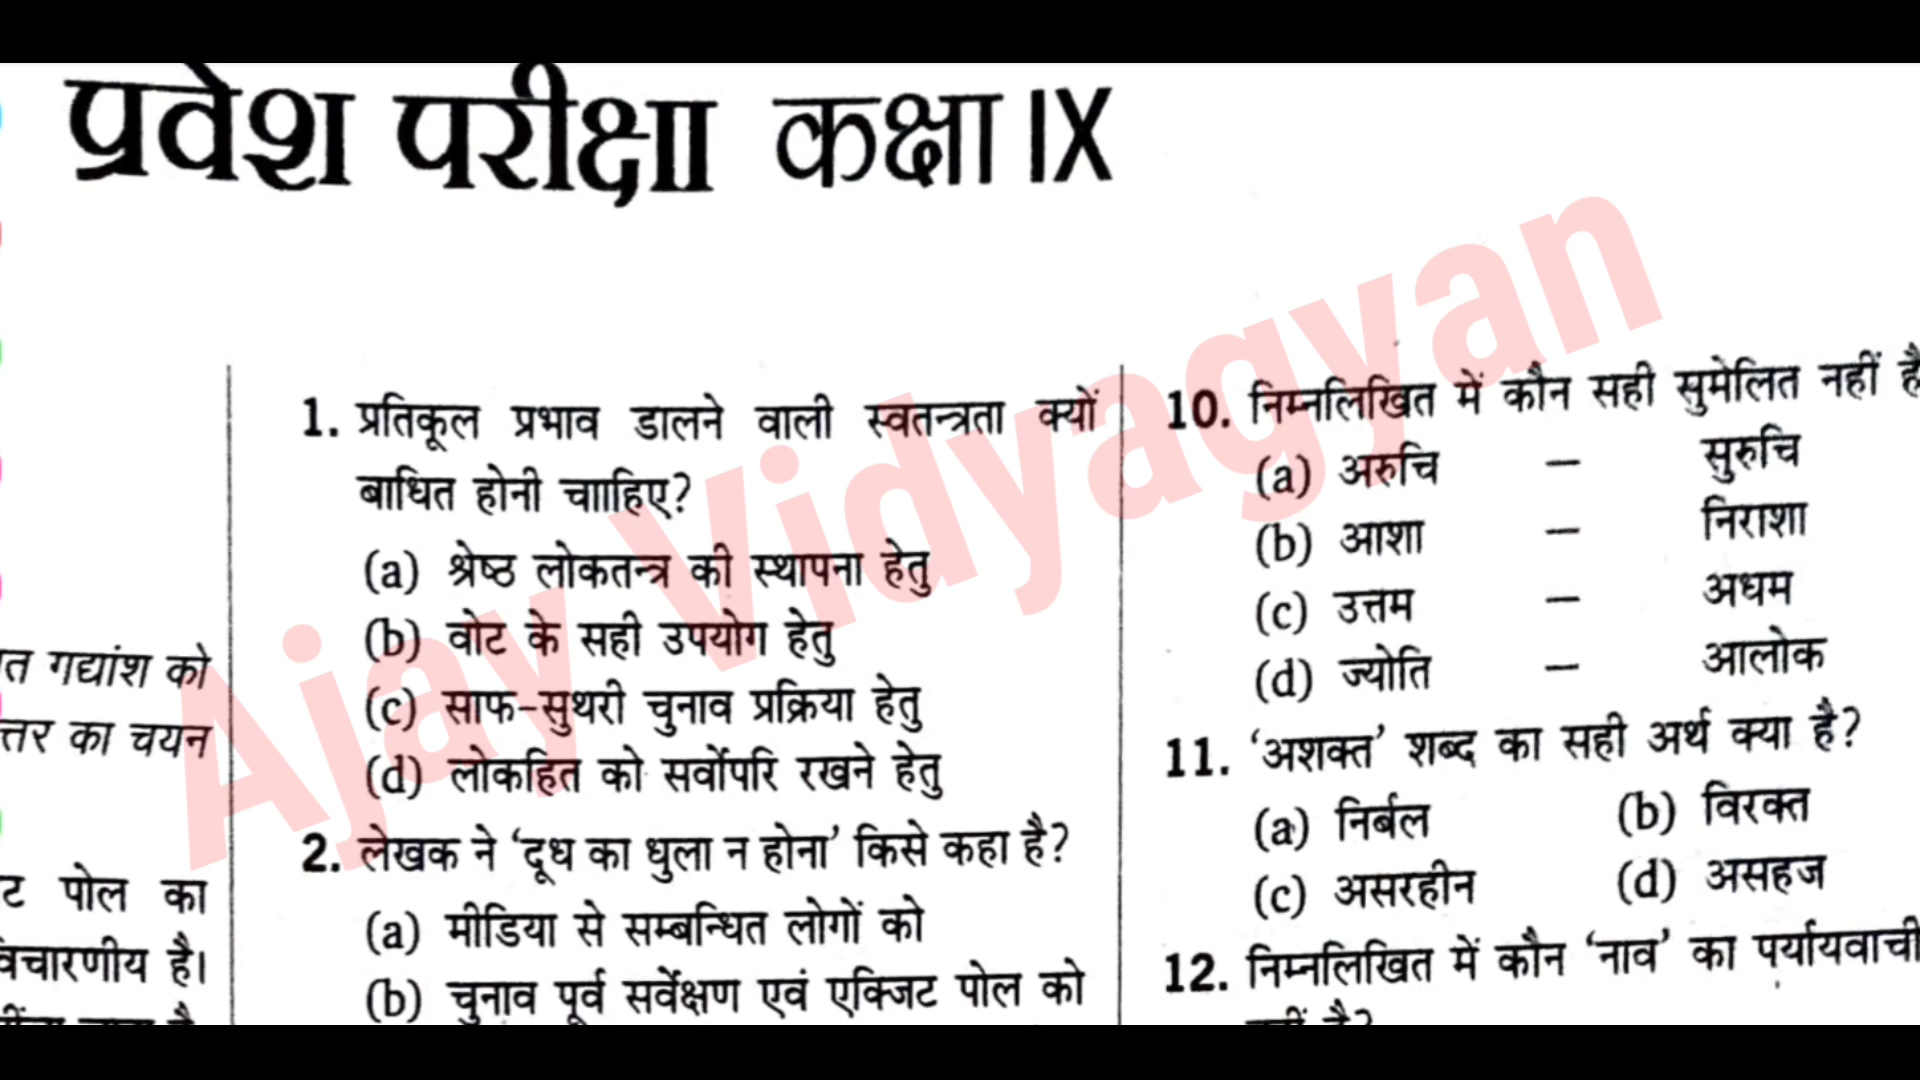 प्रवेश परीक्षा कक्षा IX
गद्यांश को
का चयन
पोल का
है।
1. प्रतिकूल प्रभाव डालने वाली स्वतन्त्रता क्यों
बाधित होनी चााहिए?
(a) श्रेष्ठ लोकतन्त्र की स्थापना हेतु
(b) वोट के सही उपयोग हेतु
(c) साफ-सुथरी चुनाव प्रक्रिया हेतु
(d) लोकहित को सर्वोपरि रखने हेतु
2. लेखक ने ‘दूध का धुला न होना’ किसे कहा है?
(a) मीडिया से सम्बन्धित लोगों को
(b) चुनाव पूर्व सर्वेक्षण एवं एक्जिट पोल को
10. निम्नलिखित में कौन सही सुमेलित नहीं है
(a) अरुचि – सुरुचि
(b) आशा – निराशा
(c) उत्तम – अधम
(d) ज्योति – आलोक
11. ‘अशक्त’ शब्द का सही अर्थ क्या है?
(a) निर्बल (b) विरक्त
(c) असरहीन (d) असहज
12. निम्नलिखित में कौन ‘नाव’ का पर्यायवाची
Ajay Vidyagyan